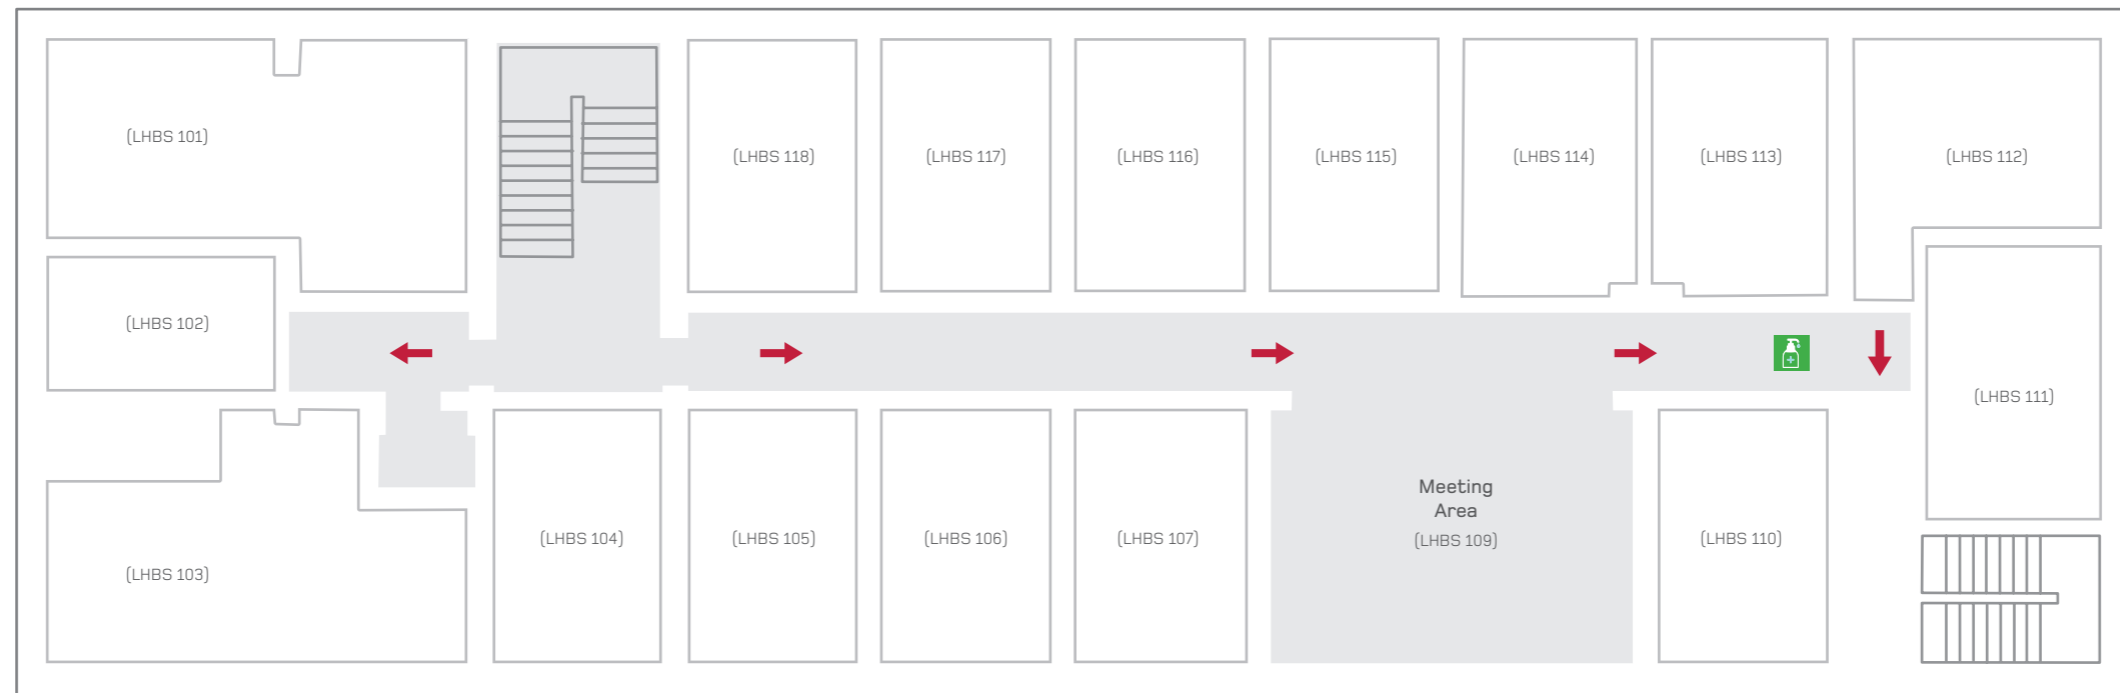 (LHBS 101)
(LHBS 118)
(LHBS 117)
(LHBS 116)
(LHBS 115)
(LHBS 114)
(LHBS 113)
(LHBS 112)
(LHBS 102)
(LHBS 111)
(LHBS 103)
(LHBS 104)
(LHBS 105)
(LHBS 106)
(LHBS 107)
Meeting
Area
(LHBS 109)
(LHBS 110)